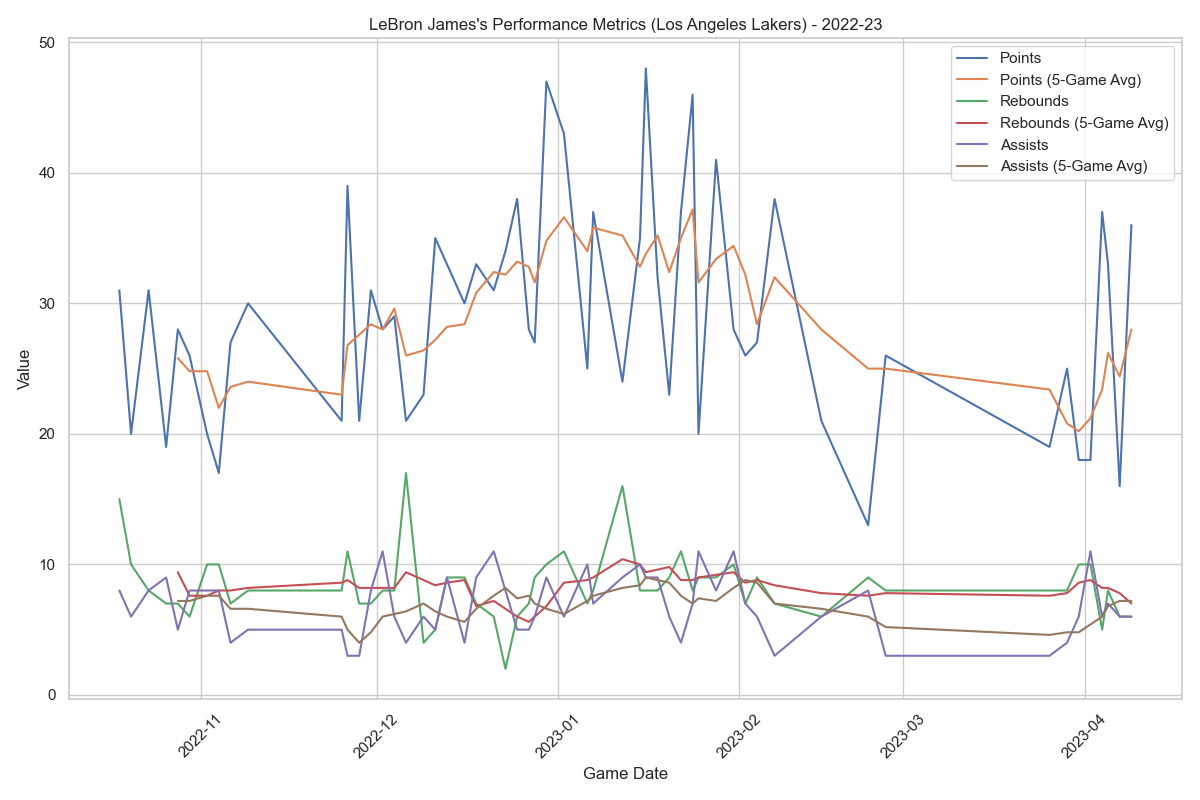 LeBron James's Performance Metrics (Los Angeles Lakers) - 2022-23
50
40
30
20
10
0
Value
Points
Points (5-Game Avg)
Rebounds
Rebounds (5-Game Avg)
Assists
Assists (5-Game Avg)
2022-11
2022-12
2023-01
2023-02
2023-03
2023-04
Game Date